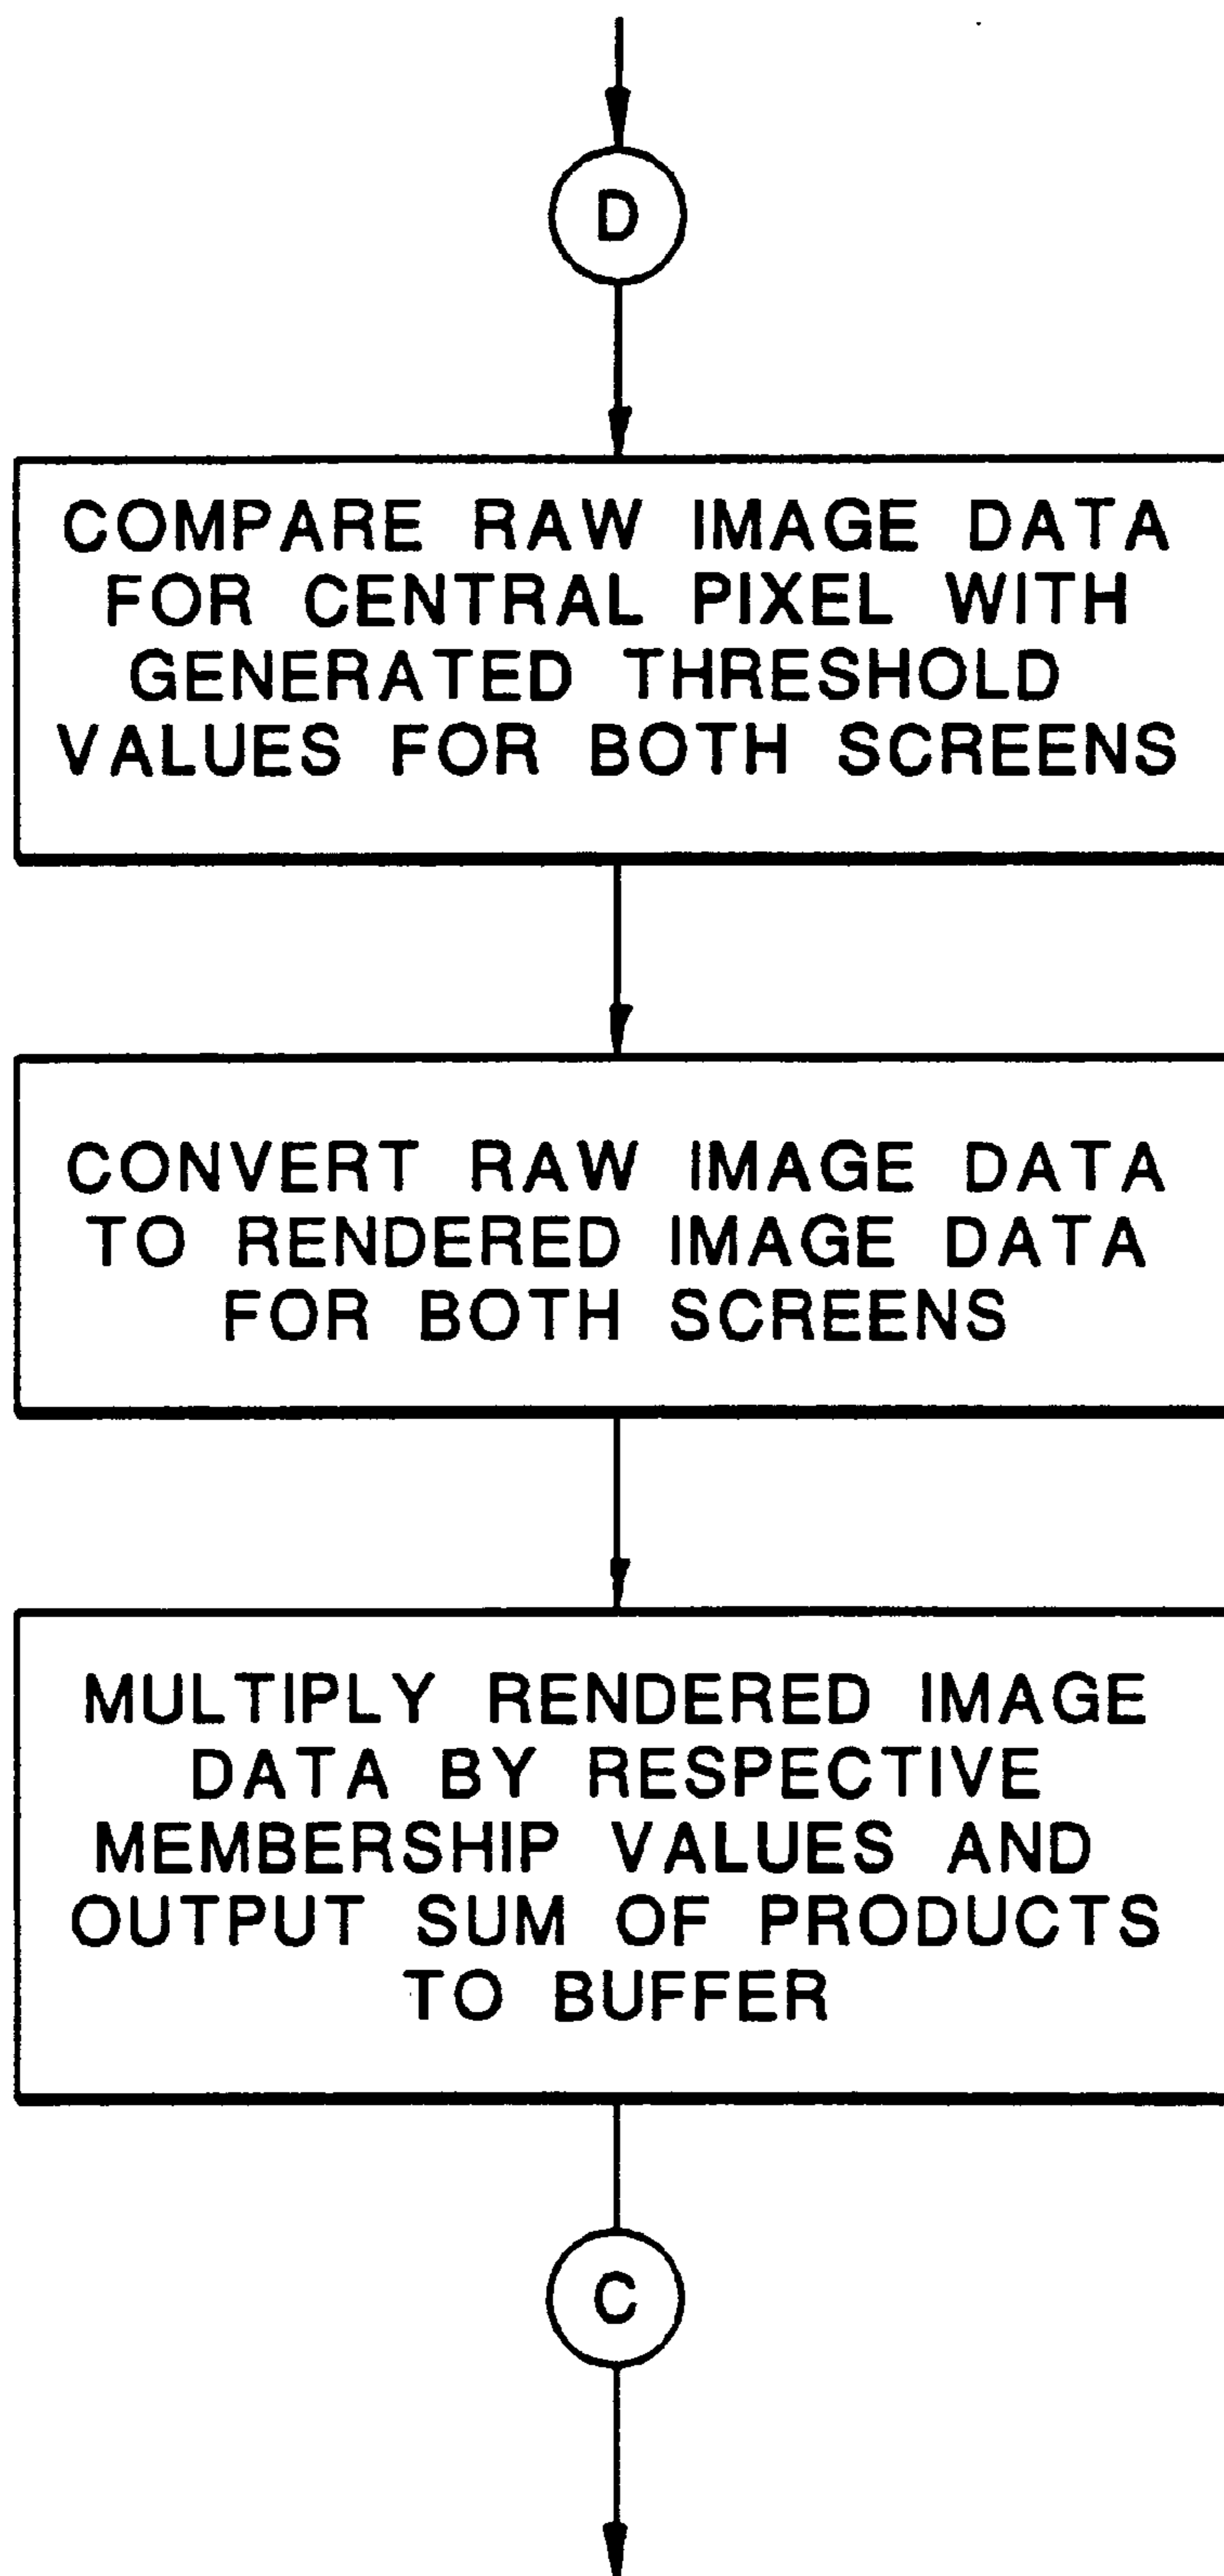 D
COMPARE RAW IMAGE DATA
FOR CENTRAL PIXEL WITH
GENERATED THRESHOLD
VALUES FOR BOTH SCREENS
CONVERT RAW IMAGE DATA
TO RENDERED IMAGE DATA
FOR BOTH SCREENS
MULTIPLY RENDERED IMAGE
DATA BY RESPECTIVE
MEMBERSHIP VALUES AND
OUTPUT SUM OF PRODUCTS
TO BUFFER
C